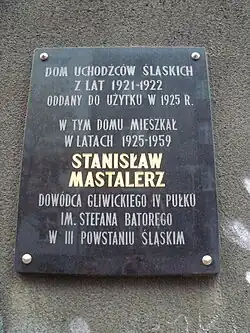 DOM UCHODŹCÓW ŚLĄSKICH
Z LAT 1921-1922
ODDANY DO UŻYTKU W 1925 R.
W TYM DOMU MIESZKAŁ
W LATACH 1925-1959
STANISŁAW
MASTALERZ
DOWÓDCA GLIWICKIEGO IV PUŁKU
IM. STEFANA BATOREGO
W III POWSTANIU ŚLĄSKIM